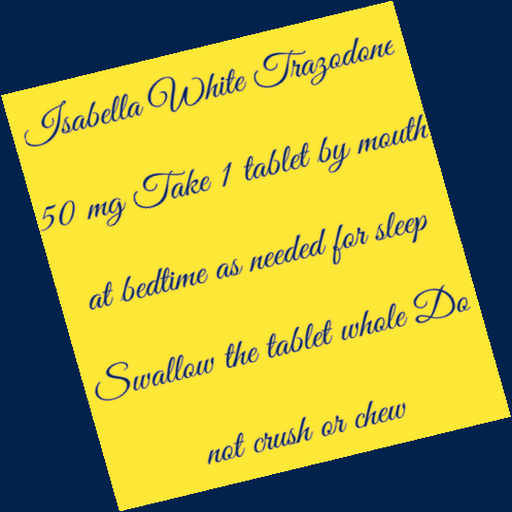 Isabella White Trazodone
50 mg Take 1 tablet by mouth
at bedtime as needed for sleep
Swallow the tablet whole Do
not crush or chew